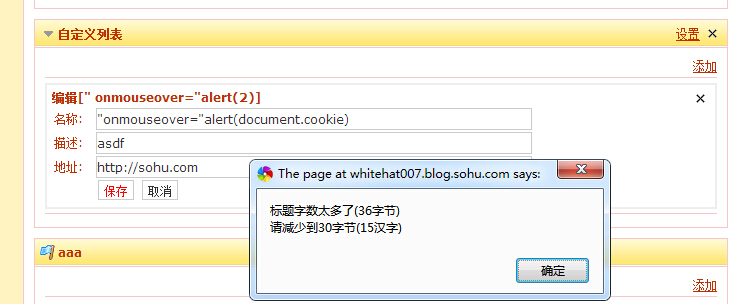 自定义列表 设置 ×
添加
编辑[" onmouseover="alert(2)] ×
名称: "onmouseover="alert(document.cookie)
描述: asdf
地址: http://sohu.com
保存 取消
The page at whitehat007.blog.sohu.com says:
标题字数太多了(36字节)
请减少到30字节(15汉字)
确定
aaa
添加